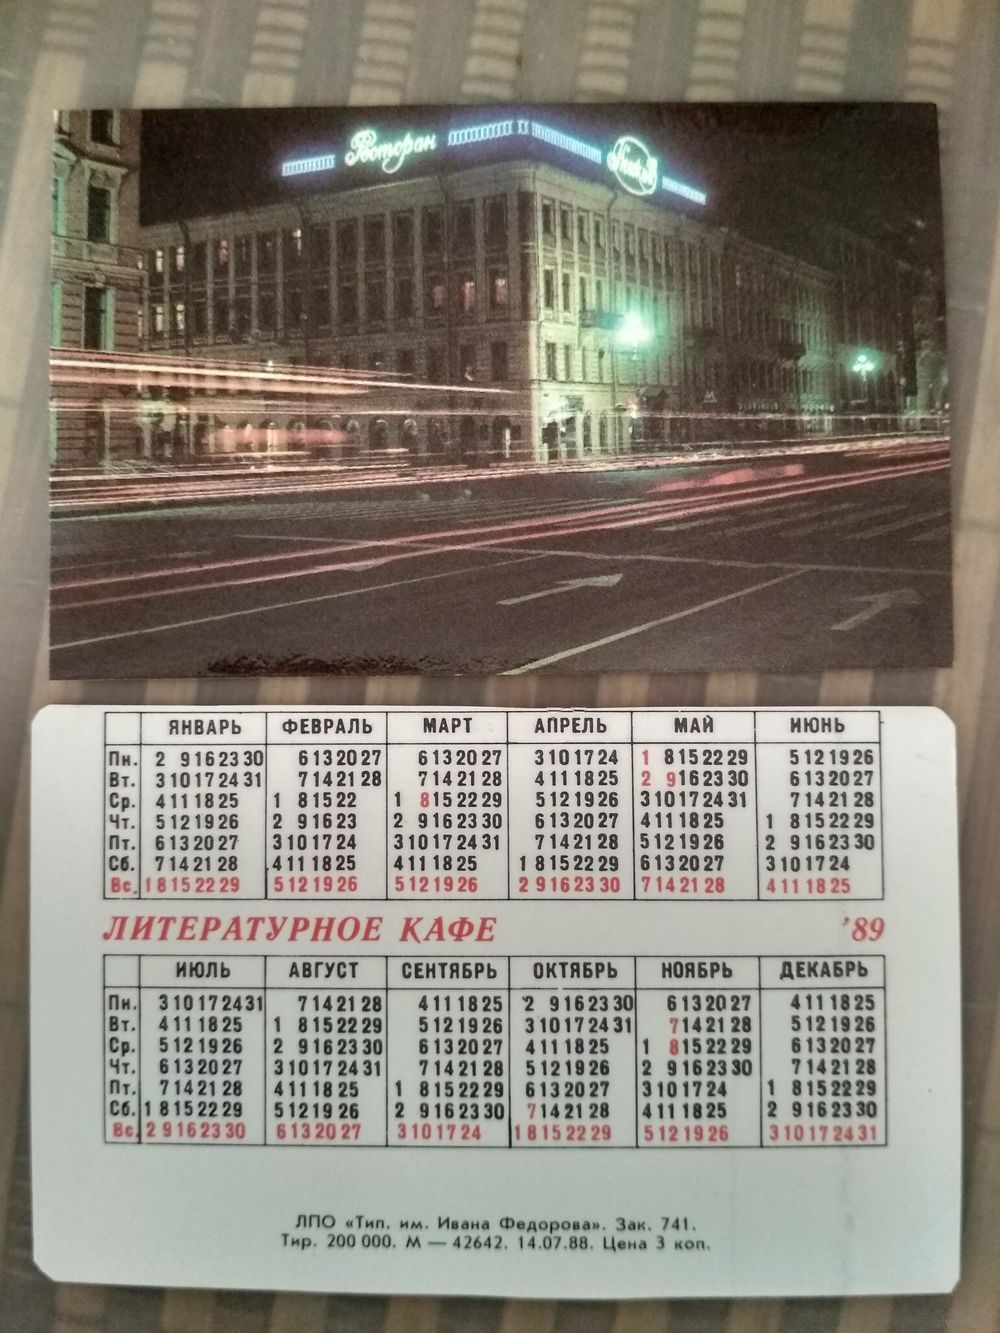 Ресторан
ЯНВАРЬ ФЕВРАЛЬ МАРТ АПРЕЛЬ МАЙ ИЮНЬ
Пн. 2 9 16 23 30 6 13 20 27 6 13 20 27 3 10 17 24 1 8 15 22 29 5 12 19 26
Вт. 3 10 17 24 31 7 14 21 28 7 14 21 28 4 11 18 25 2 9 16 23 30 6 13 20 27
Ср. 4 11 18 25 1 8 15 22 1 8 15 22 29 5 12 19 26 3 10 17 24 31 7 14 21 28
Чт. 5 12 19 26 2 9 16 23 2 9 16 23 30 6 13 20 27 4 11 18 25 1 8 15 22 29
Пт. 6 13 20 27 3 10 17 24 3 10 17 24 31 7 14 21 28 5 12 19 26 2 9 16 23 30
Сб. 7 14 21 28 4 11 18 25 4 11 18 25 1 8 15 22 29 6 13 20 27 3 10 17 24
Вс. 1 8 15 22 29 5 12 19 26 5 12 19 26 2 9 16 23 30 7 14 21 28 4 11 18 25
ЛИТЕРАТУРНОЕ КАФЕ '89
ИЮЛЬ АВГУСТ СЕНТЯБРЬ ОКТЯБРЬ НОЯБРЬ ДЕКАБРЬ
Пн. 3 10 17 24 31 7 14 21 28 4 11 18 25 2 9 16 23 30 6 13 20 27 4 11 18 25
Вт. 4 11 18 25 1 8 15 22 29 5 12 19 26 3 10 17 24 31 7 14 21 28 5 12 19 26
Ср. 5 12 19 26 2 9 16 23 30 6 13 20 27 4 11 18 25 1 8 15 22 29 6 13 20 27
Чт. 6 13 20 27 3 10 17 24 31 7 14 21 28 5 12 19 26 2 9 16 23 30 7 14 21 28
Пт. 7 14 21 28 4 11 18 25 1 8 15 22 29 6 13 20 27 3 10 17 24 1 8 15 22 29
Сб. 1 8 15 22 29 5 12 19 26 2 9 16 23 30 7 14 21 28 4 11 18 25 2 9 16 23 30
Вс. 2 9 16 23 30 6 13 20 27 3 10 17 24 1 8 15 22 29 5 12 19 26 3 10 17 24 31
ЛПО «Тип. им. Ивана Федорова». Зак. 741.
Тир. 200 000. М — 42642. 14.07.88. Цена 3 коп.